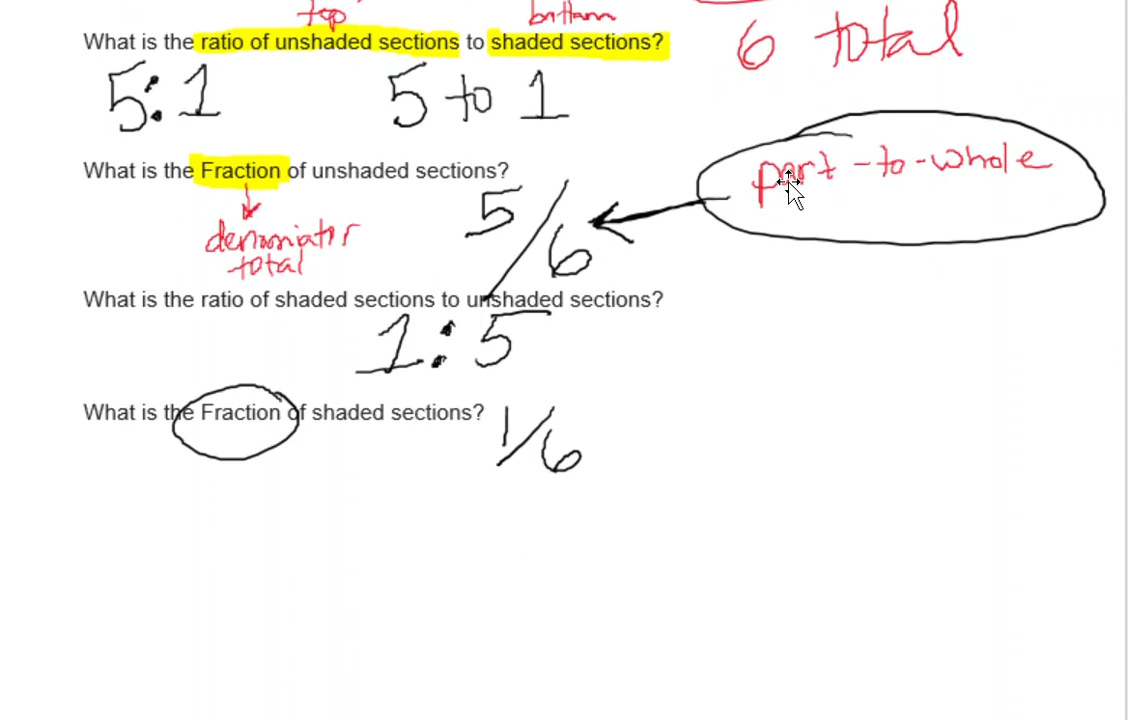 top bottom
What is the ratio of unshaded sections to shaded sections?
6 total
5:1 5 to 1
part-to-whole
What is the Fraction of unshaded sections?
5/6
denominator
total
What is the ratio of shaded sections to unshaded sections?
1:5
What is the Fraction of shaded sections?
1/6